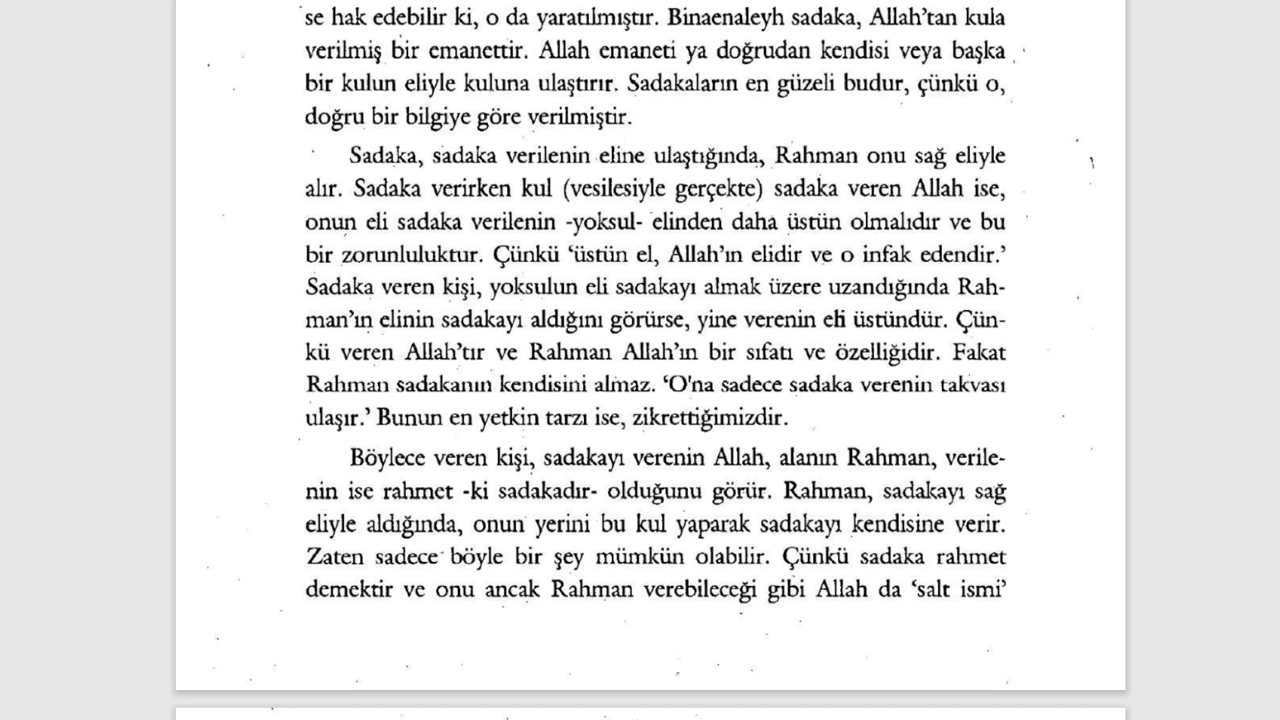 se hak edebilir ki, o da yaratılmıştır. Binaenaleyh sadaka, Allah'tan kula
verilmiş bir emanettir. Allah emaneti ya doğrudan kendisi veya başka
bir kulun eliyle kuluna ulaştırır. Sadakaların en güzeli budur, çünkü o,
doğru bir bilgiye göre verilmiştir.
Sadaka, sadaka verilenin eline ulaştığında, Rahman onu sağ eliyle
alır. Sadaka verirken kul (vesilesiyle gerçekte) sadaka veren Allah ise,
onun eli sadaka verilenin -yoksul- elinden daha üstün olmalıdır ve bu
bir zorunluluktur. Çünkü 'üstün el, Allah'ın elidir ve o infak edendir.'
Sadaka veren kişi, yoksulun eli sadakayı almak üzere uzandığında Rah-
man'ın elinin sadakayı aldığını görürse, yine verenin eli üstündür. Çün-
kü veren Allah'tır ve Rahman Allah'ın bir sıfatı ve özelliğidir. Fakat
Rahman sadakanın kendisini almaz. 'O'na sadece sadaka verenin takvası
ulaşır.' Bunun en yetkin tarzı ise, zikrettiğimizdir.
Böylece veren kişi, sadakayı verenin Allah, alanın Rahman, verile-
nin ise rahmet -ki sadakadır- olduğunu görür. Rahman, sadakayı sağ
eliyle aldığında, onun yerini bu kul yaparak sadakayı kendisine verir.
Zaten sadece böyle bir şey mümkün olabilir. Çünkü sadaka rahmet
demektir ve onu ancak Rahman verebileceği gibi Allah da 'salt ismi'